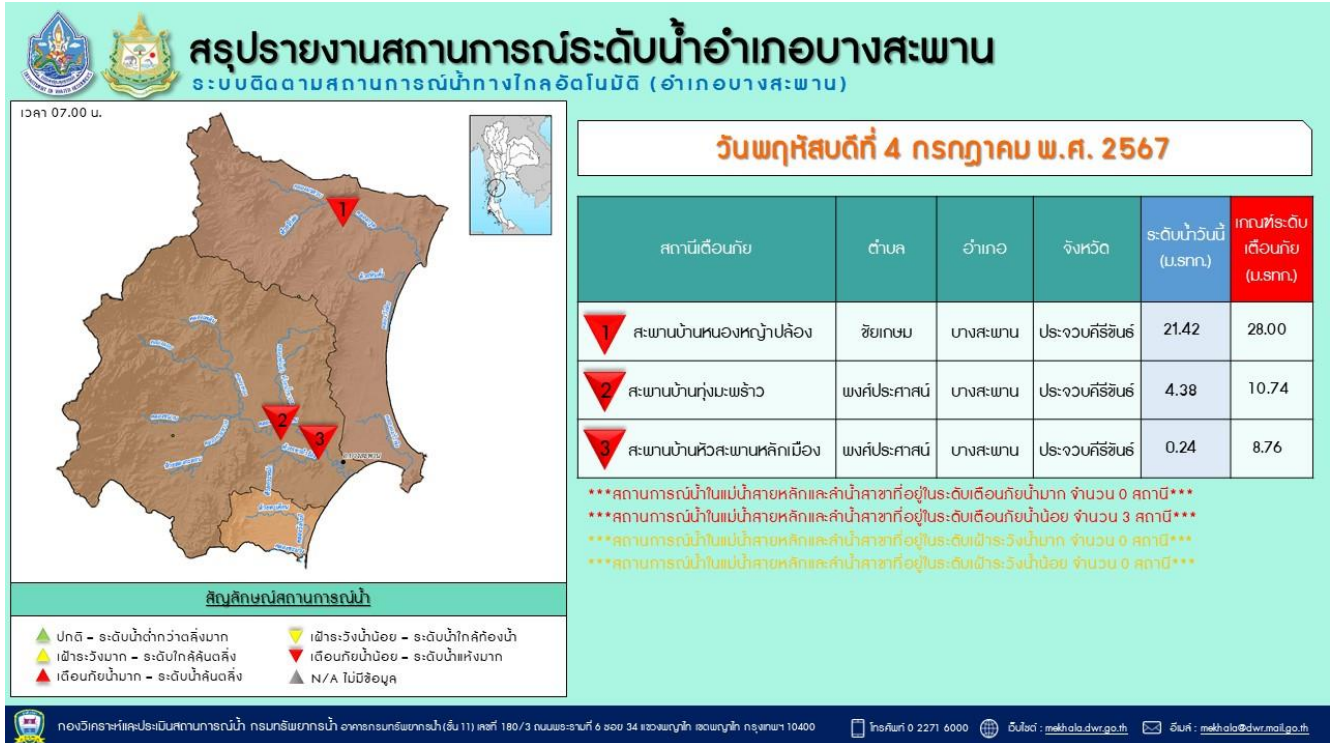 สรุปรายงานสถานการณ์ระดับน้ำอำเภอบางสะพาน
ระบบติดตามสถานการณ์น้ำทางไกลอัตโนมัติ (อำเภอบางสะพาน)
เวลา 07.00 น.
วันพฤหัสบดีที่ 4 กรกฎาคม พ.ศ. 2567
สถานีเตือนภัย ตำบล อำเภอ จังหวัด ระดับน้ำวันนี้ (ม.รทก.) เกณฑ์ระดับเตือนภัย (ม.รทก.)
1 สะพานบ้านหนองหญ้าปล้อง ชัยเกษม บางสะพาน ประจวบคีรีขันธ์ 21.42 28.00
2 สะพานบ้านทุ่งมะพร้าว พงศ์ประศาสน์ บางสะพาน ประจวบคีรีขันธ์ 4.38 10.74
3 สะพานบ้านหัวสะพานหลักเมือง พงศ์ประศาสน์ บางสะพาน ประจวบคีรีขันธ์ 0.24 8.76
***สถานการณ์น้ำในแม่น้ำสายหลักและลำน้ำสาขาที่อยู่ในระดับเตือนภัยน้ำมาก จำนวน 0 สถานี***
***สถานการณ์น้ำในแม่น้ำสายหลักและลำน้ำสาขาที่อยู่ในระดับเตือนภัยน้ำน้อย จำนวน 3 สถานี***
***สถานการณ์น้ำในแม่น้ำสายหลักและลำน้ำสาขาที่อยู่ในระดับเฝ้าระวังน้ำมาก จำนวน 0 สถานี***
***สถานการณ์น้ำในแม่น้ำสายหลักและลำน้ำสาขาที่อยู่ในระดับเฝ้าระวังน้ำน้อย จำนวน 0 สถานี***
1
2
3
สัญลักษณ์สถานการณ์น้ำ
ปกติ – ระดับน้ำต่ำกว่าตลิ่งมาก
เฝ้าระวังมาก – ระดับใกล้ล้นตลิ่ง
เตือนภัยน้ำมาก – ระดับน้ำล้นตลิ่ง
เฝ้าระวังน้ำน้อย – ระดับน้ำใกล้ท้องน้ำ
เตือนภัยน้ำน้อย – ระดับน้ำแห้งมาก
N/A ไม่มีข้อมูล
กองวิเคราะห์และประเมินสถานการณ์น้ำ กรมทรัพยากรน้ำ อาคารกรมทรัพยากรน้ำ (ชั้น 11) เลขที่ 180/3 ถนนพระรามที่ 6 ซอย 34 แขวงพญาไท เขตพญาไท กรุงเทพฯ 10400 โทรศัพท์ 0 2271 6000 เว็บไซต์ : mekhala.dwr.go.th อีเมล์ : mekhala@dwr.mail.go.th